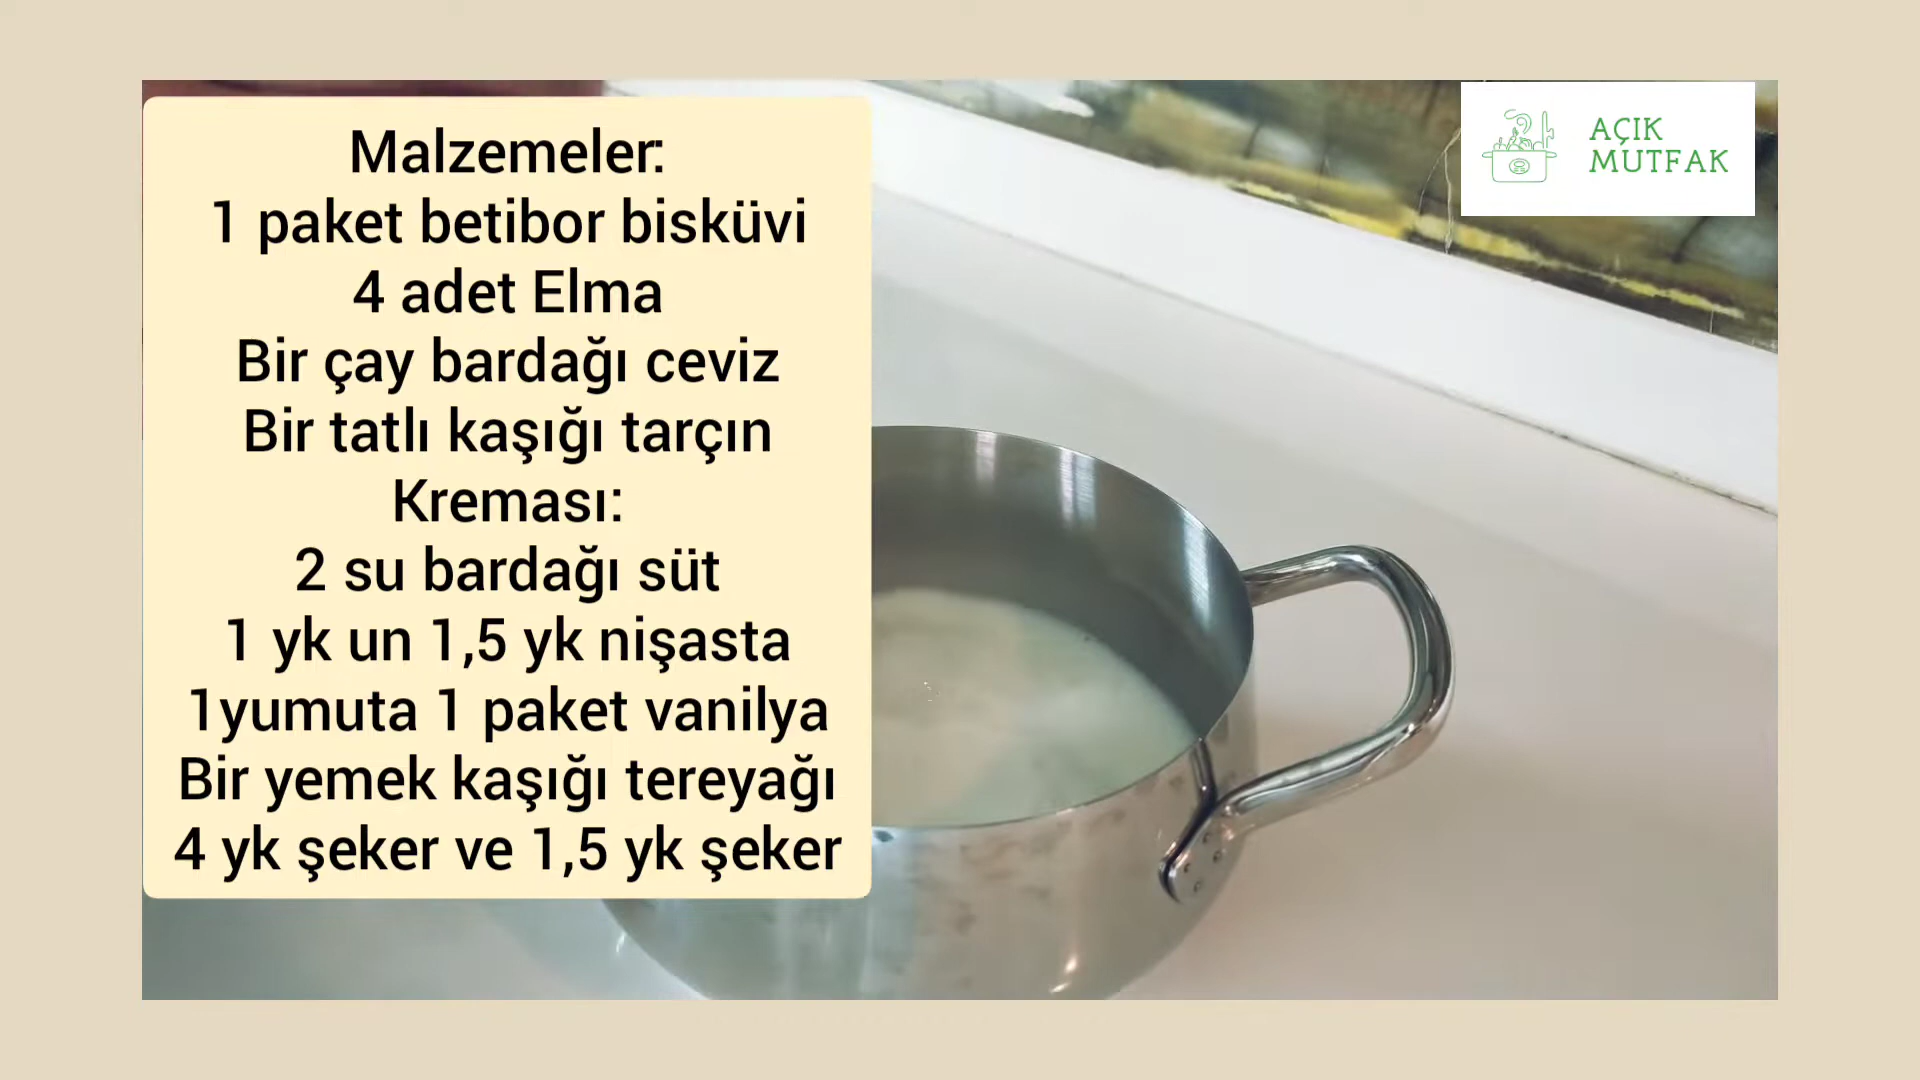 Malzemeler:
1 paket betibor bisküvi
4 adet Elma
Bir çay bardağı ceviz
Bir tatlı kaşığı tarçın
Kreması:
2 su bardağı süt
1 yk un 1,5 yk nişasta
1yumuta 1 paket vanilya
Bir yemek kaşığı tereyağı
4 yk şeker ve 1,5 yk şeker
AÇIK
MUTFAK